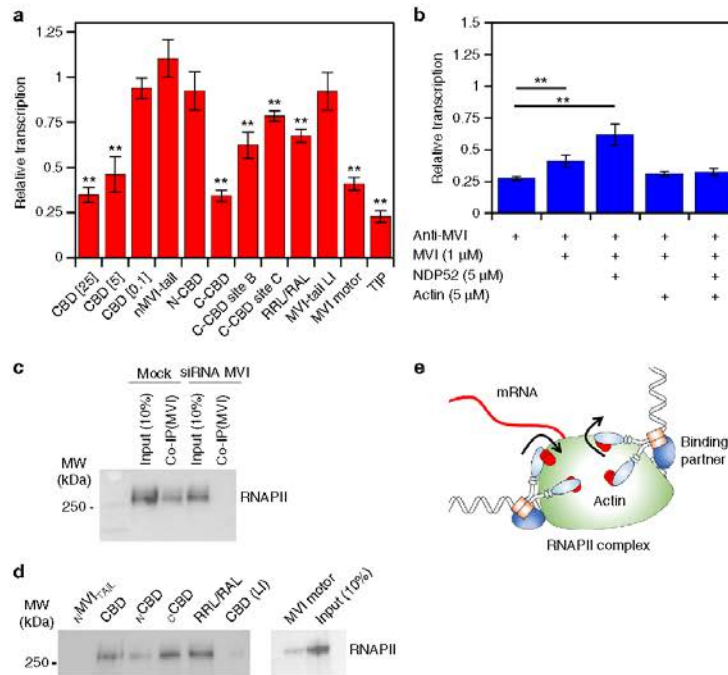 a
1.25
1
0.75
0.5
0.25
0
Relative transcription
**
**
**
**
**
**
**
**
CBD [25]
CBD [5]
CBD [0.1]
nMVI-tail
N-CBD
C-CBD
C-CBD site B
C-CBD site C
RRL/RAL
MVI-tail LI
MVI motor
TIP
b
1.5
1.25
1
0.75
0.5
0.25
0
Relative transcription
**
**
Anti-MVI + + + + +
MVI (1 µM) + + + +
NDP52 (5 µM) + +
Actin (5 µM) + +
c
Mock siRNA MVI
Input (10%)
Co-IP(MVI)
Input (10%)
Co-IP(MVI)
MW
(kDa)
250 -
RNAPII
d
NMVITAIL
CBD
NCBD
CCBD
RRL/RAL
CBD (LI)
MVI motor
Input (10%)
MW
(kDa)
250 -
RNAPII
e
mRNA
Binding
partner
Actin
RNAPII complex